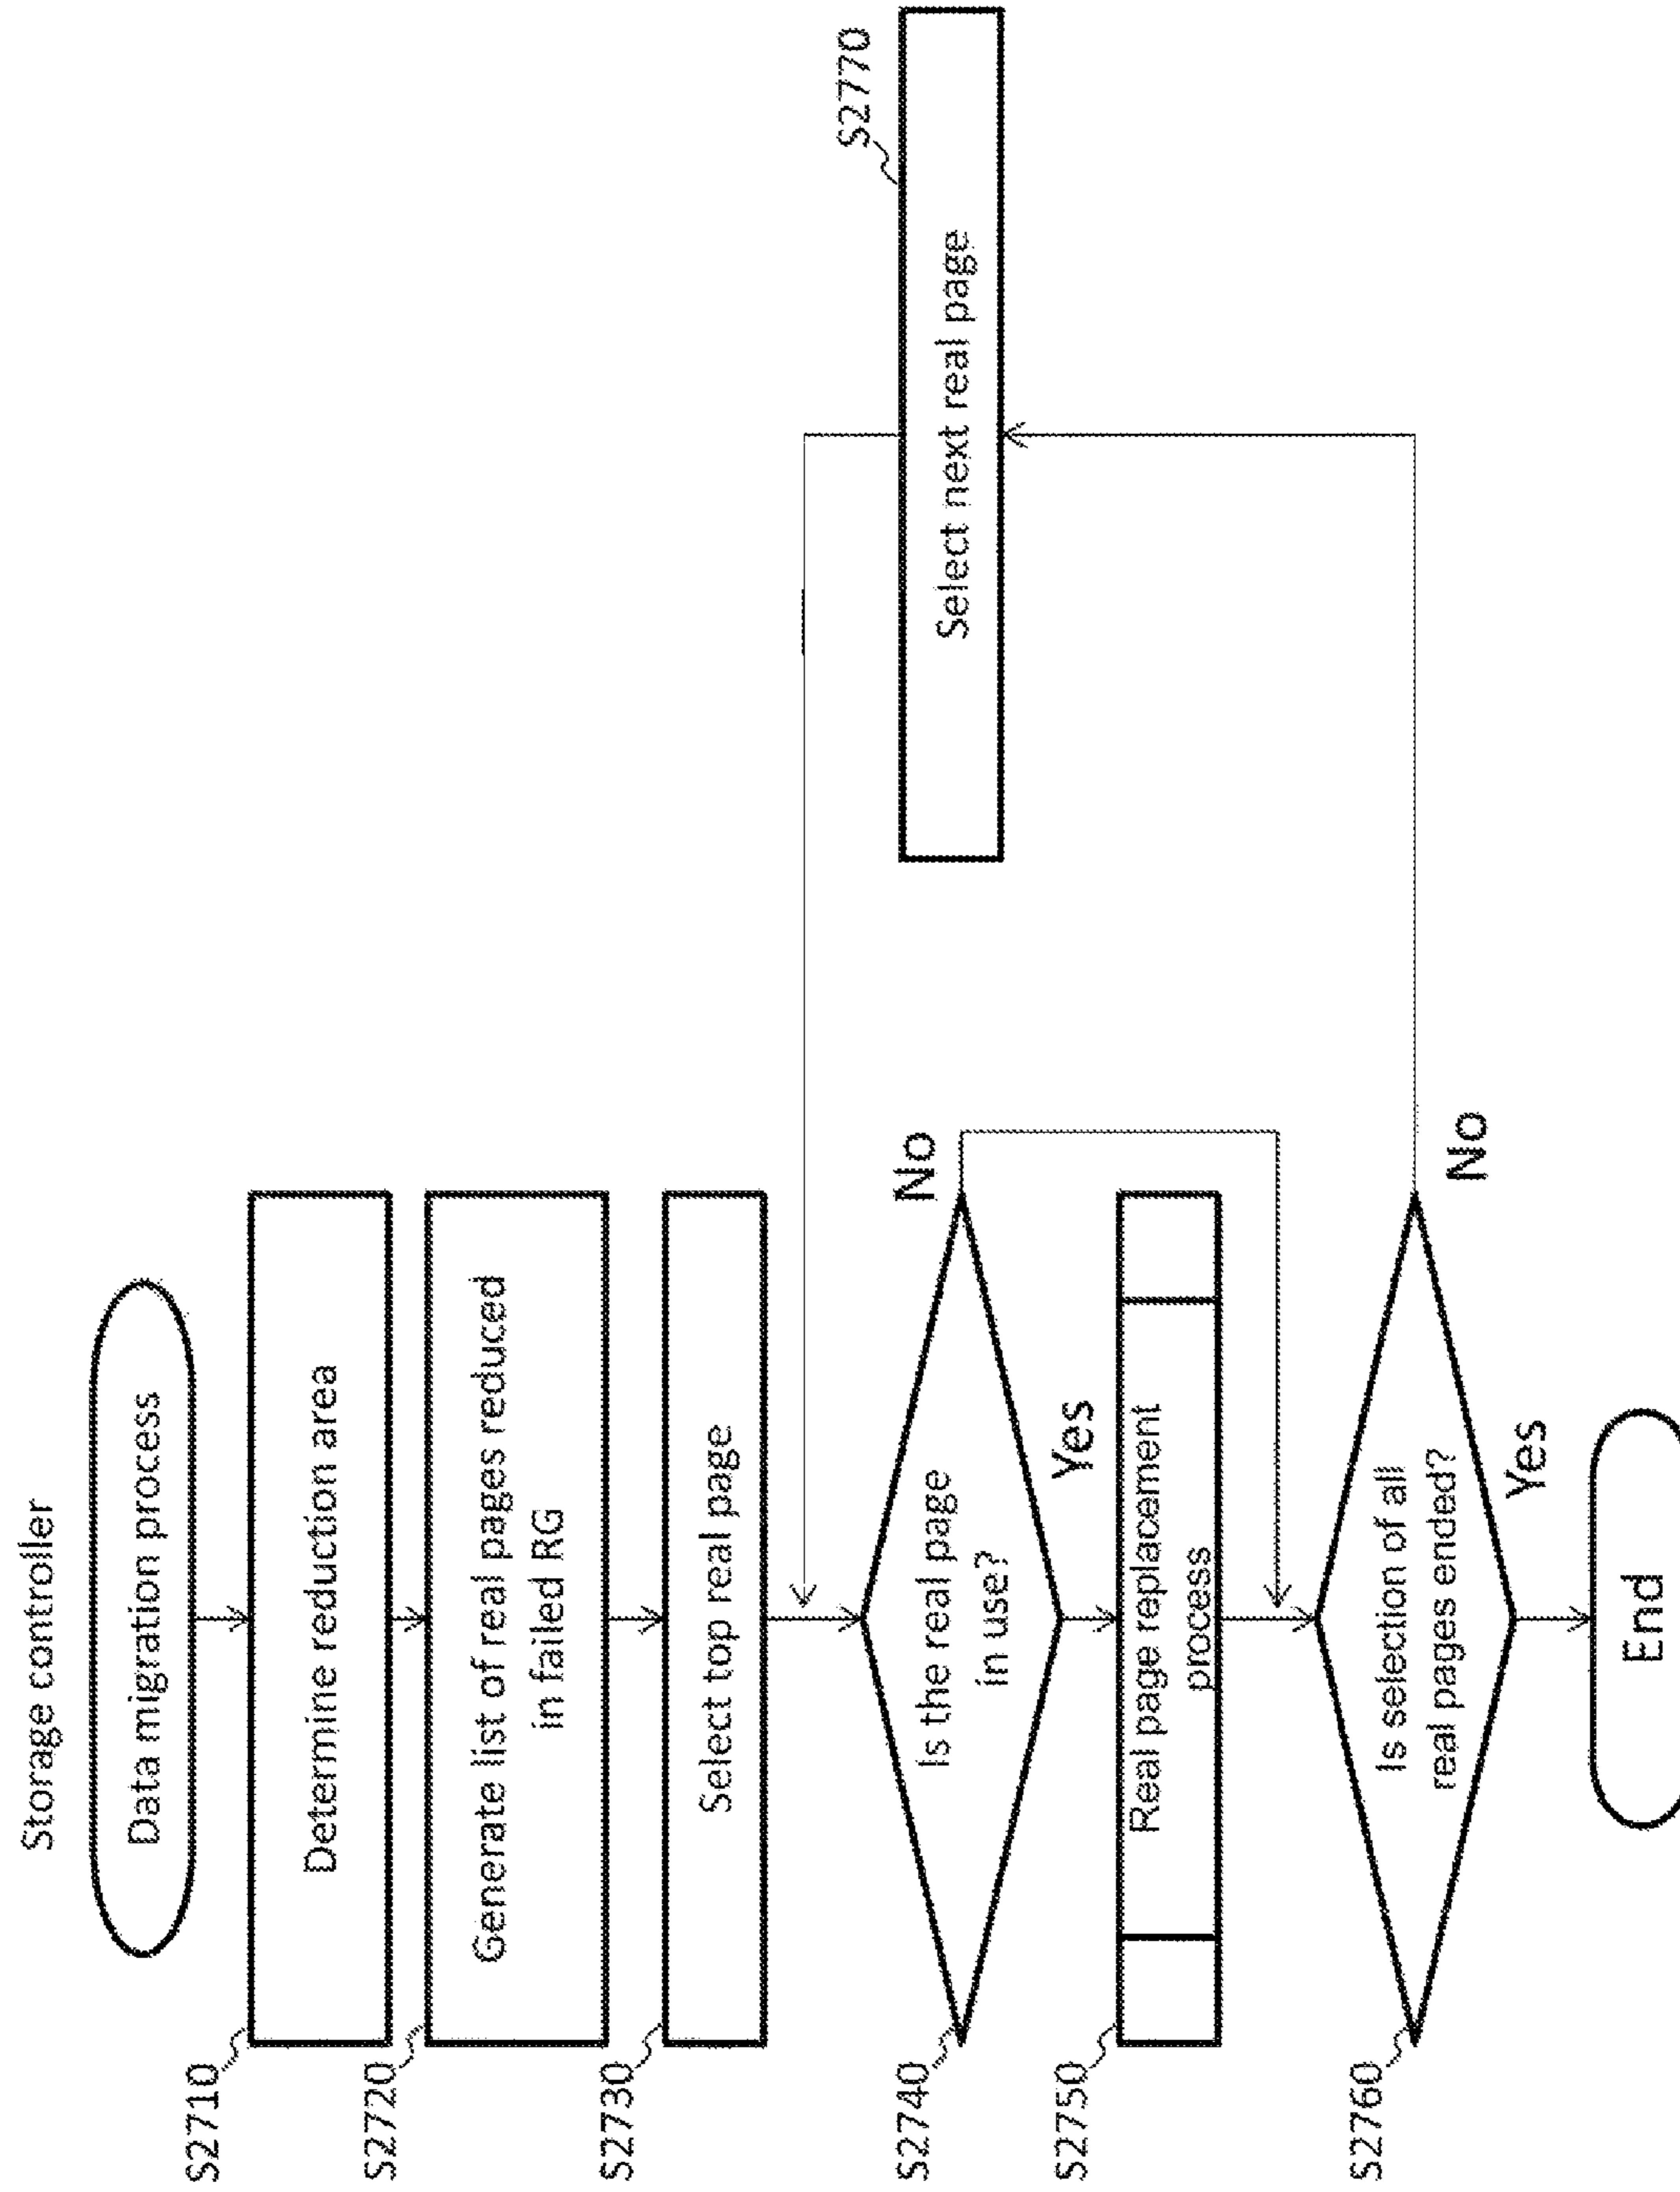 Storage controller
Data migration process
S2710
Determine reduction area
S2720
Generate list of real pages reduced
in failed RG
S2730
Select top real page
S2740
Is the real page
in use?
No
Yes
S2750
Real page replacement
process
S2760
Is selection of all
real pages ended?
No
Yes
S2770
Select next real page
End